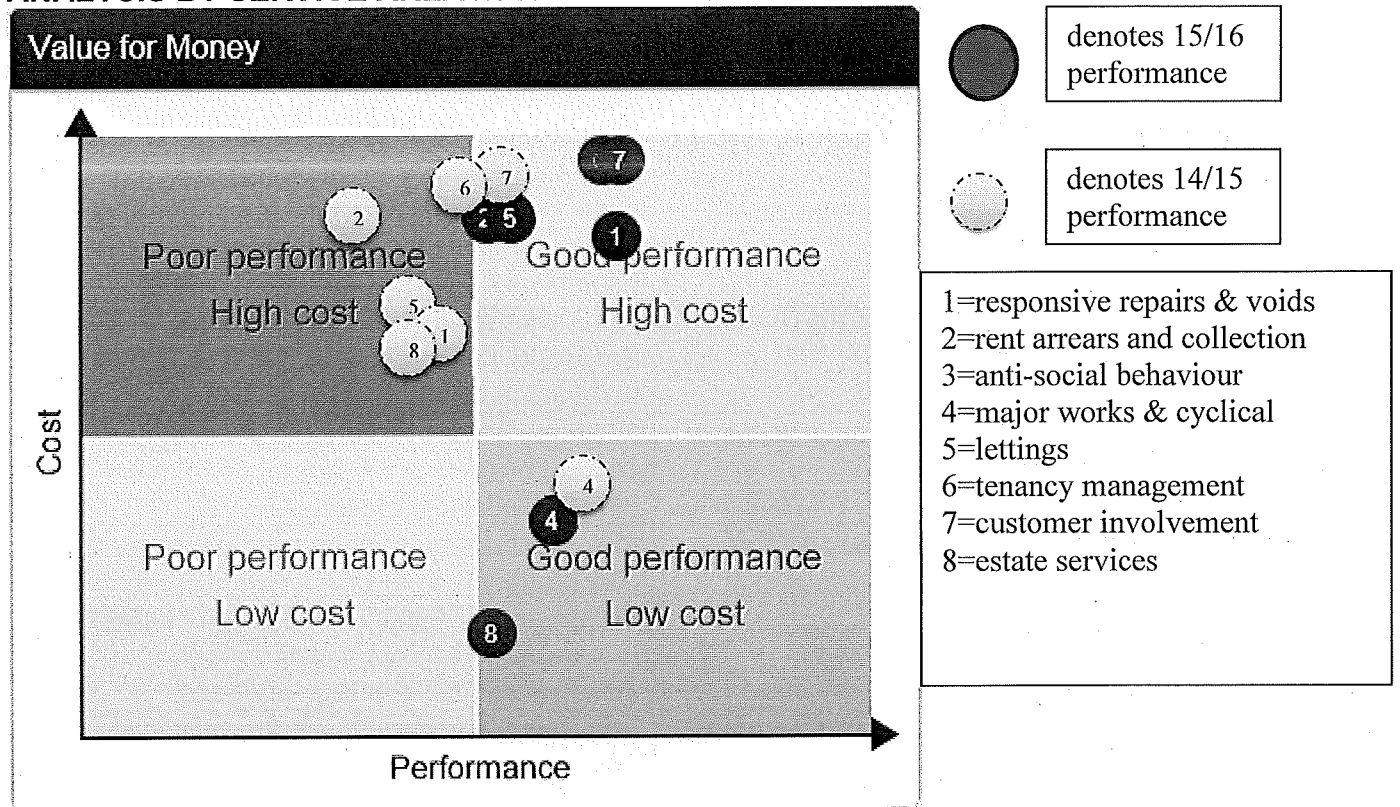 Value for Money
denotes 15/16
performance
denotes 14/15
performance
7
6
7
2
2 5
1
Poor performance
High cost
Good performance
High cost
5
1
8
1=responsive repairs & voids
2=rent arrears and collection
3=anti-social behaviour
4=major works & cyclical
5=lettings
6=tenancy management
7=customer involvement
8=estate services
Cost
4
4
Poor performance
Low cost
Good performance
Low cost
8
Performance